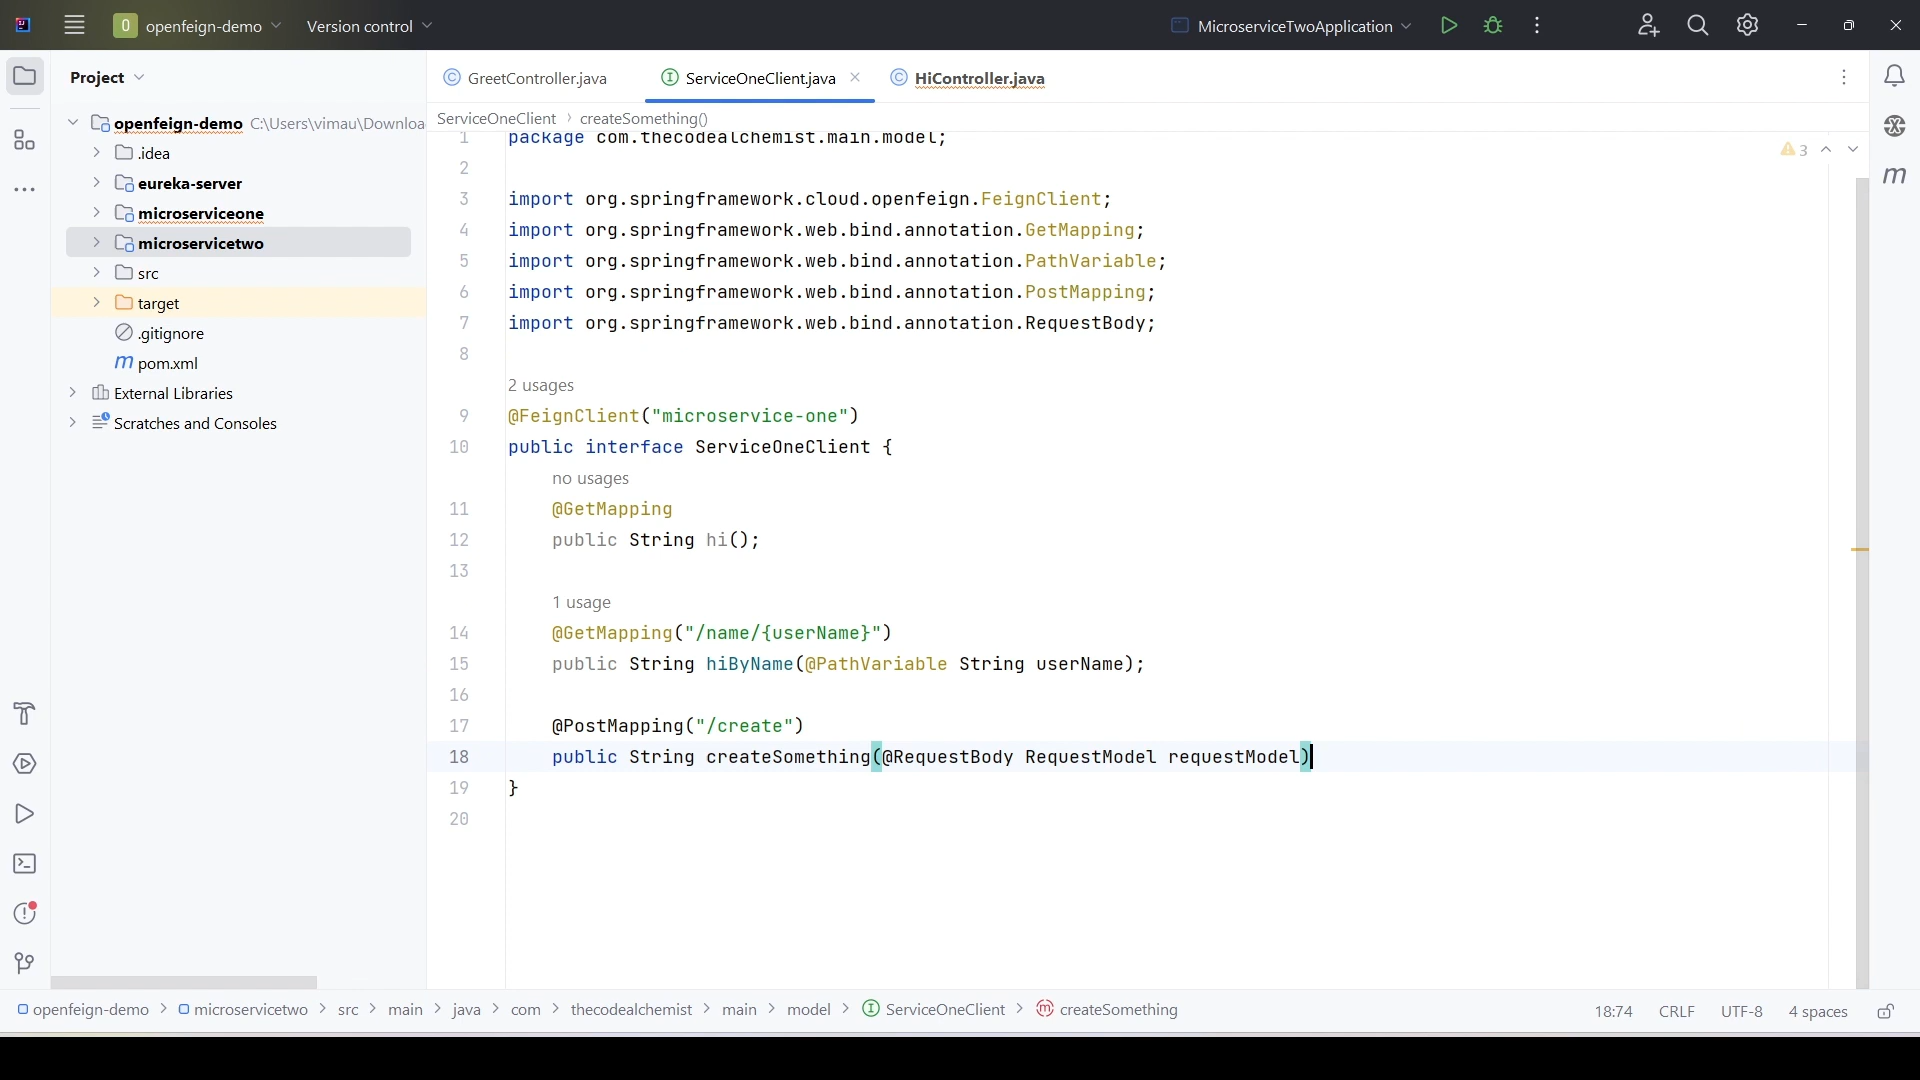 O openfeign-demo Version control MicroserviceTwoApplication
Project
GreetController.java ServiceOneClient.java HiController.java
ServiceOneClient createSomething()
openfeign-demo C:\Users\vimau\Downloa
.idea
eureka-server
microserviceone
microservicetwo
src
target
.gitignore
m pom.xml
External Libraries
Scratches and Consoles
3
m
1 package com.thecodealchemist.main.model;
2
3 import org.springframework.cloud.openfeign.FeignClient;
4 import org.springframework.web.bind.annotation.GetMapping;
5 import org.springframework.web.bind.annotation.PathVariable;
6 import org.springframework.web.bind.annotation.PostMapping;
7 import org.springframework.web.bind.annotation.RequestBody;
8
2 usages
9 @FeignClient("microservice-one")
10 public interface ServiceOneClient {
no usages
11 @GetMapping
12 public String hi();
13
1 usage
14 @GetMapping("/name/{userName}")
15 public String hiByName(@PathVariable String userName);
16
17 @PostMapping("/create")
18 public String createSomething(@RequestBody RequestModel requestModel)
19 }
20
openfeign-demo microservicetwo src main java com thecodealchemist main model ServiceOneClient createSomething 18:74 CRLF UTF-8 4 spaces